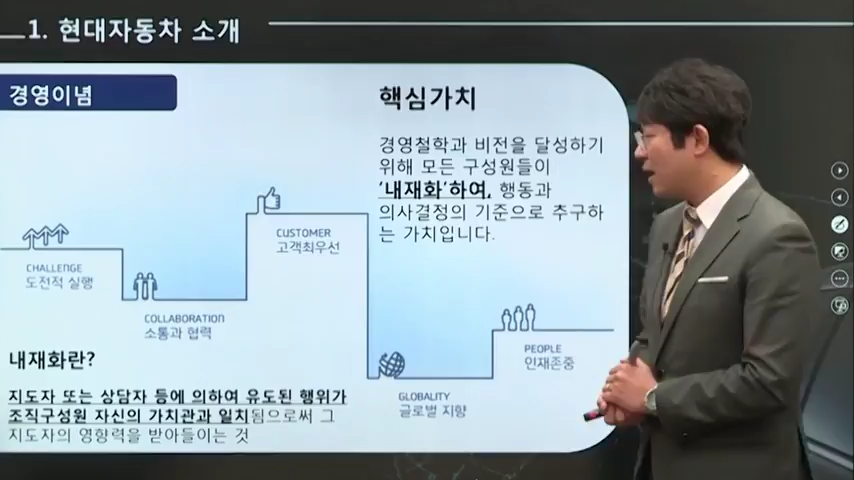 1. 현대자동차 소개
경영이념
핵심가치
경영철학과 비전을 달성하기
위해 모든 구성원들이
'내재화'하여, 행동과
의사결정의 기준으로 추구하
는 가치입니다.
CHALLENGE
도전적 실행
COLLABORATION
소통과 협력
CUSTOMER
고객최우선
GLOBALITY
글로벌 지향
PEOPLE
인재존중
내재화란?
지도자 또는 상담자 등에 의하여 유도된 행위가
조직구성원 자신의 가치관과 일치됨으로써 그
지도자의 영향력을 받아들이는 것